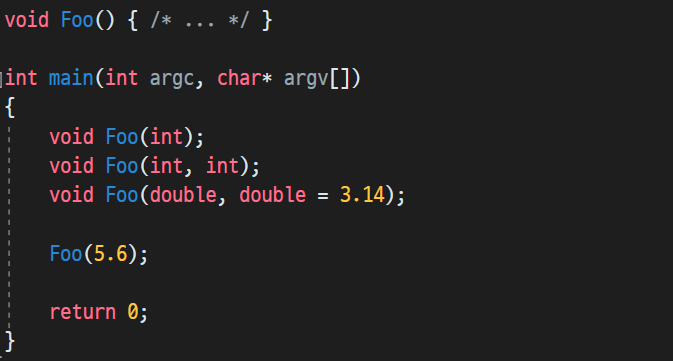 void Foo() { /* ... */ }
int main(int argc, char* argv[])
{
void Foo(int);
void Foo(int, int);
void Foo(double, double = 3.14);
Foo(5.6);
return 0;
}